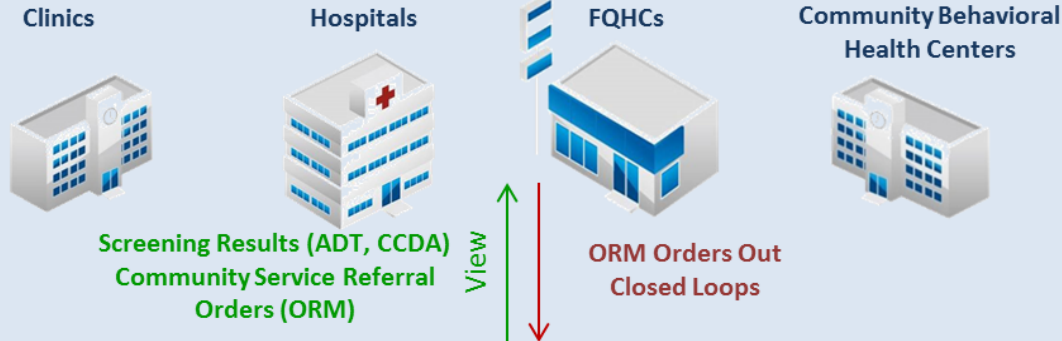 Clinics
Hospitals
FQHCs
Community Behavioral
Health Centers
Screening Results (ADT, CCDA)
Community Service Referral
Orders (ORM)
View
ORM Orders Out
Closed Loops